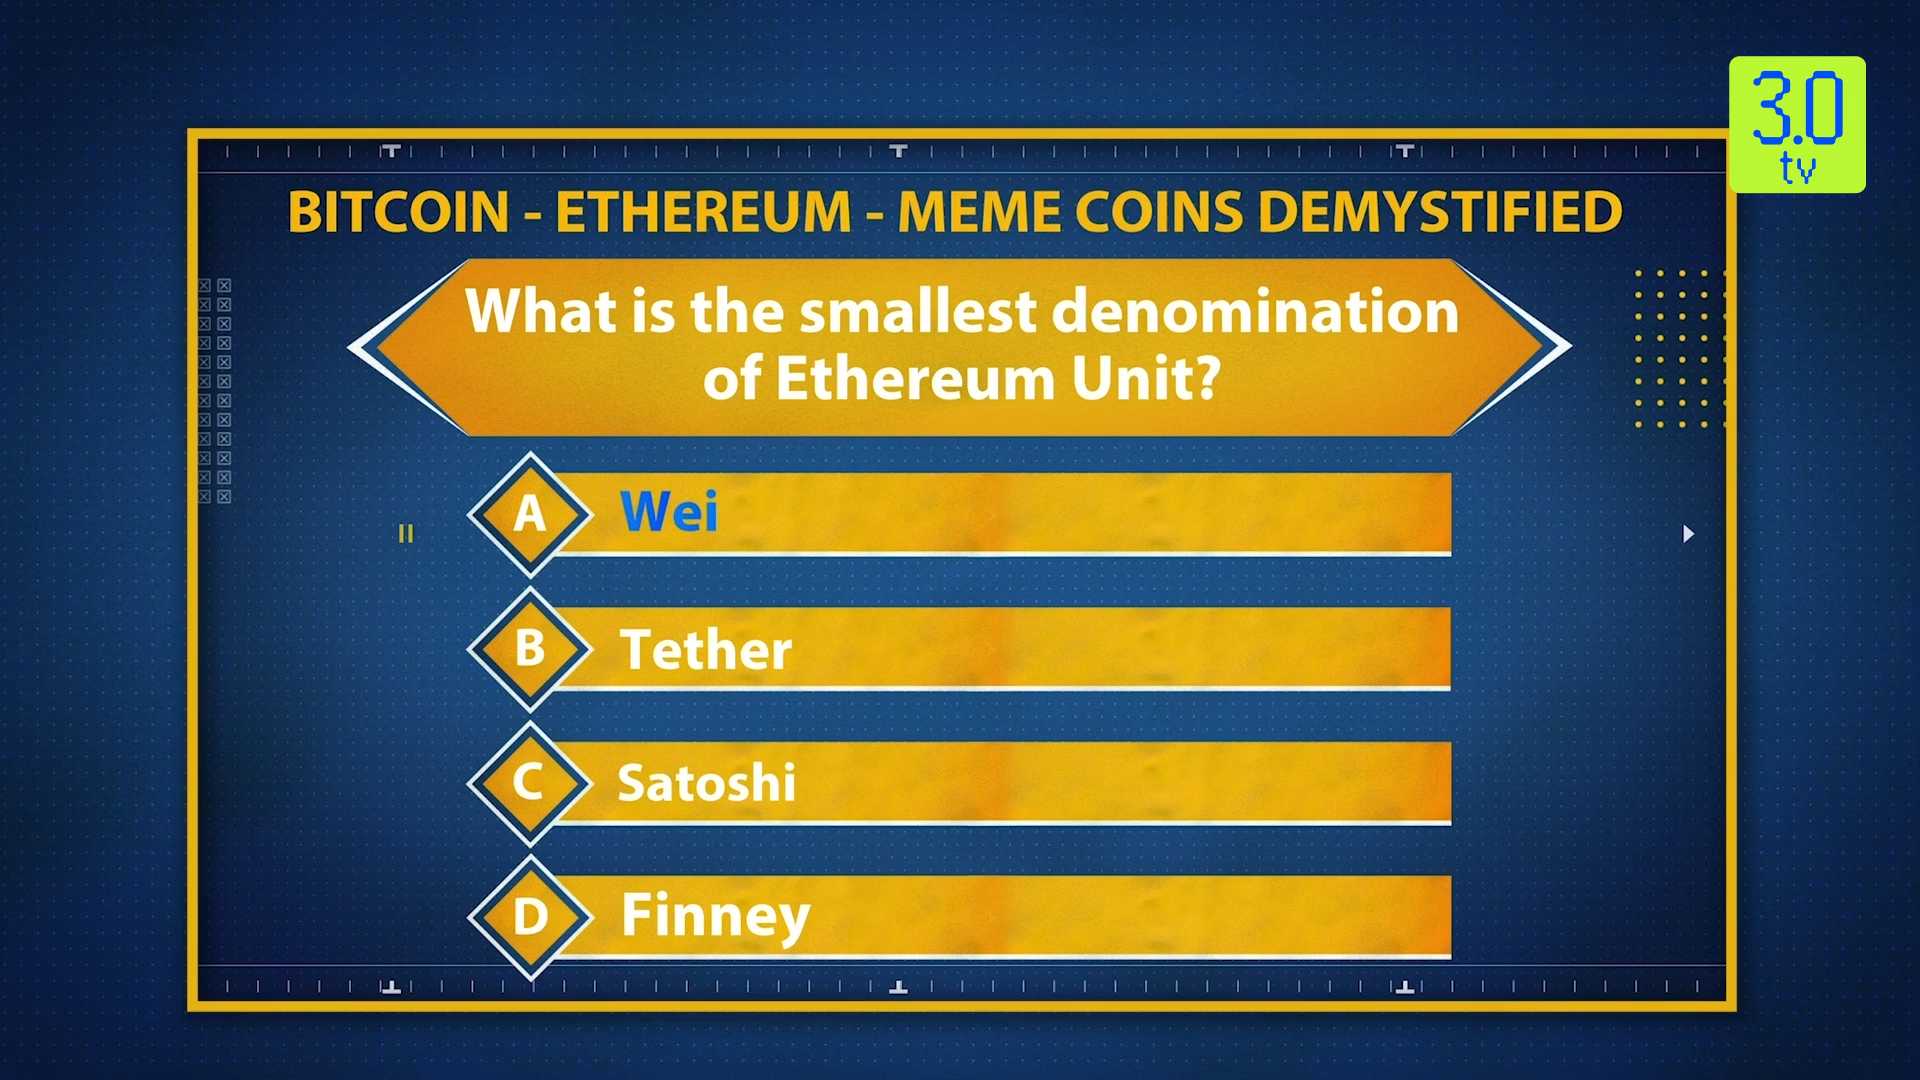 3.0
tv
BITCOIN - ETHEREUM - MEME COINS DEMYSTIFIED
What is the smallest denomination
of Ethereum Unit?
A Wei
B Tether
C Satoshi
D Finney